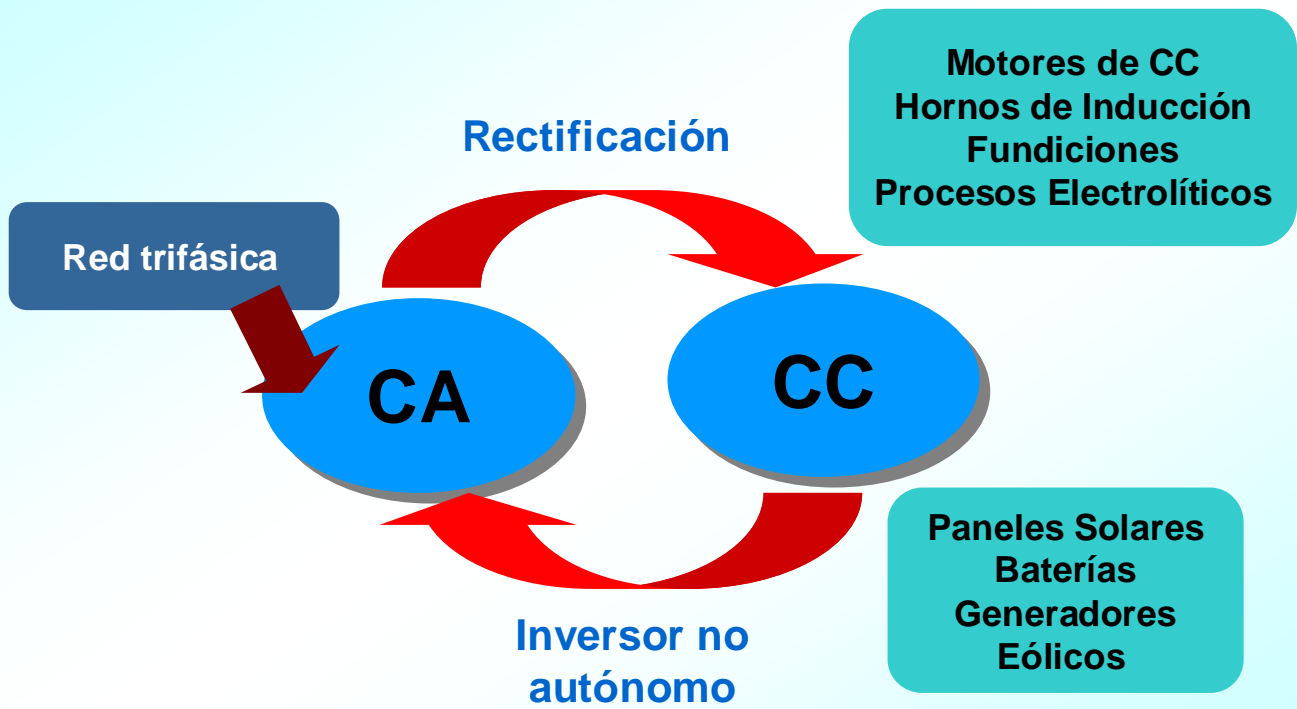 Motores de CC
Hornos de Inducción
Fundiciones
Procesos Electrolíticos
Rectificación
Red trifásica
CA
CC
Paneles Solares
Baterías
Generadores
Eólicos
Inversor no
autónomo